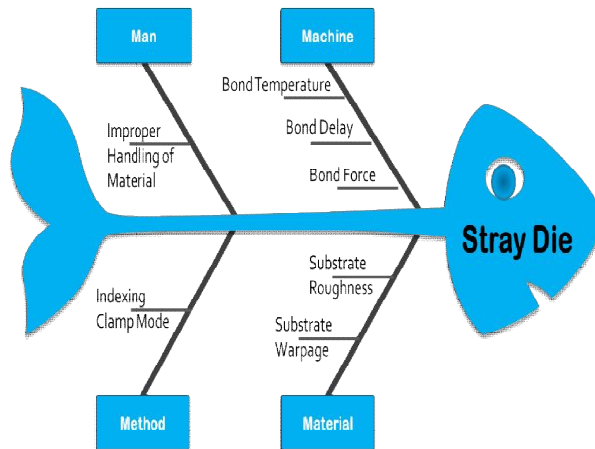 Man
Machine
Bond Temperature
Improper
Handling of
Material
Bond Delay
Bond Force
Stray Die
Indexing
Clamp Mode
Substrate
Roughness
Substrate
Warpage
Method
Material